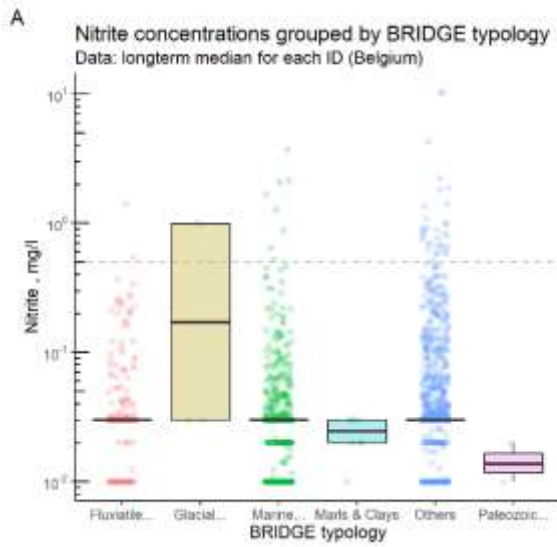 A
Nitrite concentrations grouped by BRIDGE typology
Data: longterm median for each ID (Belgium)
Nitrite , mg/l
10¹
10⁰
10⁻¹
10⁻²
Fluviatile... Glacial... Marine... Marls & Clays Others Paleozoic...
BRIDGE typology